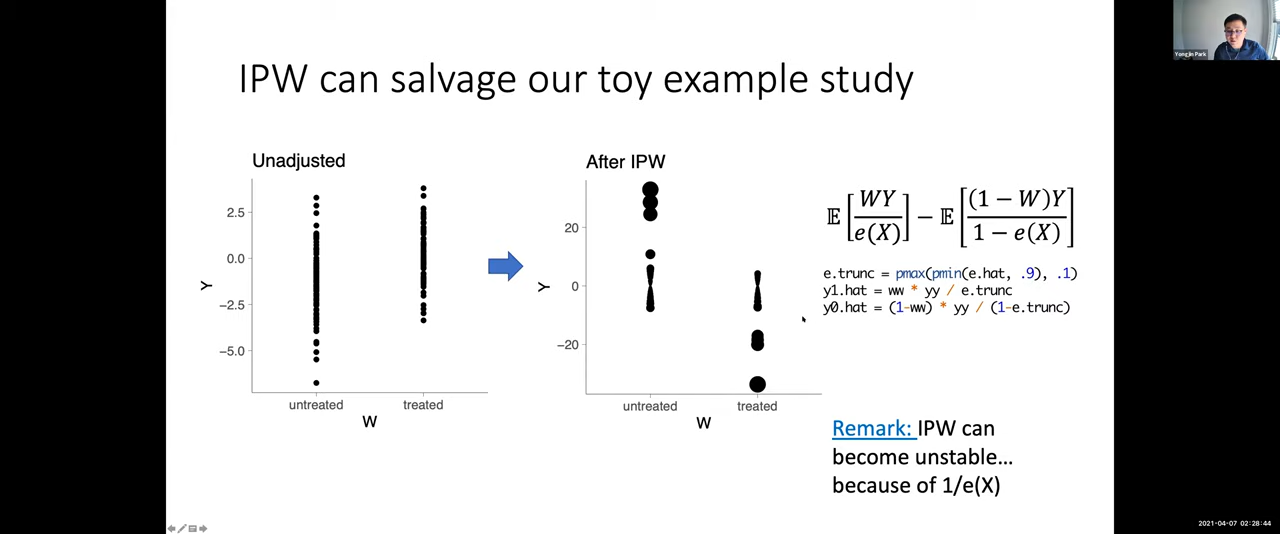 Yongjin Park
IPW can salvage our toy example study
Unadjusted
2.5
0.0
−2.5
−5.0
Y
untreated treated
W
After IPW
20
0
−20
Y
untreated treated
W
𝔼[WY/e(X)] − 𝔼[(1 − W)Y/1 − e(X)]
e.trunc = pmax(pmin(e.hat, .9), .1)
y1.hat = ww * yy / e.trunc
y0.hat = (1-ww) * yy / (1-e.trunc)
Remark: IPW can
become unstable…
because of 1/e(X)
2021-04-07 02:28:44